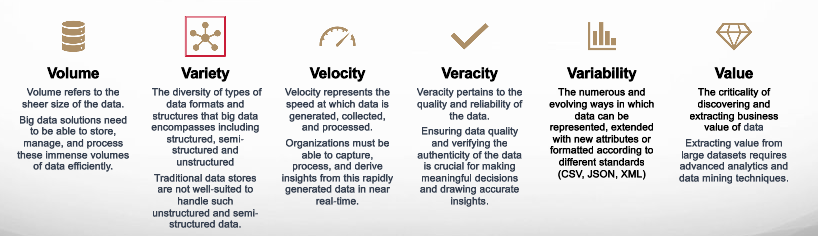 Volume
Volume refers to the
sheer size of the data.
Big data solutions need
to be able to store,
manage, and process
these immense volumes
of data efficiently.
Variety
The diversity of types of
data formats and
structures that big data
encompasses including
structured, semi-
structured and
unstructured
Traditional data stores
are not well-suited to
handle such
unstructured and semi-
structured data.
Velocity
Velocity represents the
speed at which data is
generated, collected,
and processed.
Organizations must be
able to capture,
process, and derive
insights from this rapidly
generated data in near
real-time.
Veracity
Veracity pertains to the
quality and reliability of
the data.
Ensuring data quality
and verifying the
authenticity of the data
is crucial for making
meaningful decisions
and drawing accurate
insights.
Variability
The numerous and
evolving ways in which
data can be
represented, extended
with new attributes or
formatted according to
different standards
(CSV, JSON, XML)
Value
The criticality of
discovering and
extracting business
value of data
Extracting value from
large datasets requires
advanced analytics and
data mining techniques.